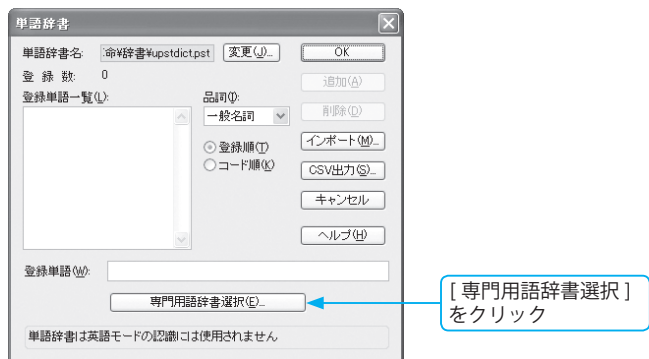 単語辞書
単語辞書名: 命¥辞書¥upstdict.pst 変更(J)... OK
登録数: 0
追加(A)
登録単語一覧(L): 品詞(I):
一般名詞 削除(D)
登録順(T) インポート(M)...
コード順(K) CSV出力(S)...
キャンセル
ヘルプ(H)
登録単語(W):
専門用語辞書選択(E)...
単語辞書は英語モードの認識には使用されません
[ 専門用語辞書選択 ]
をクリック